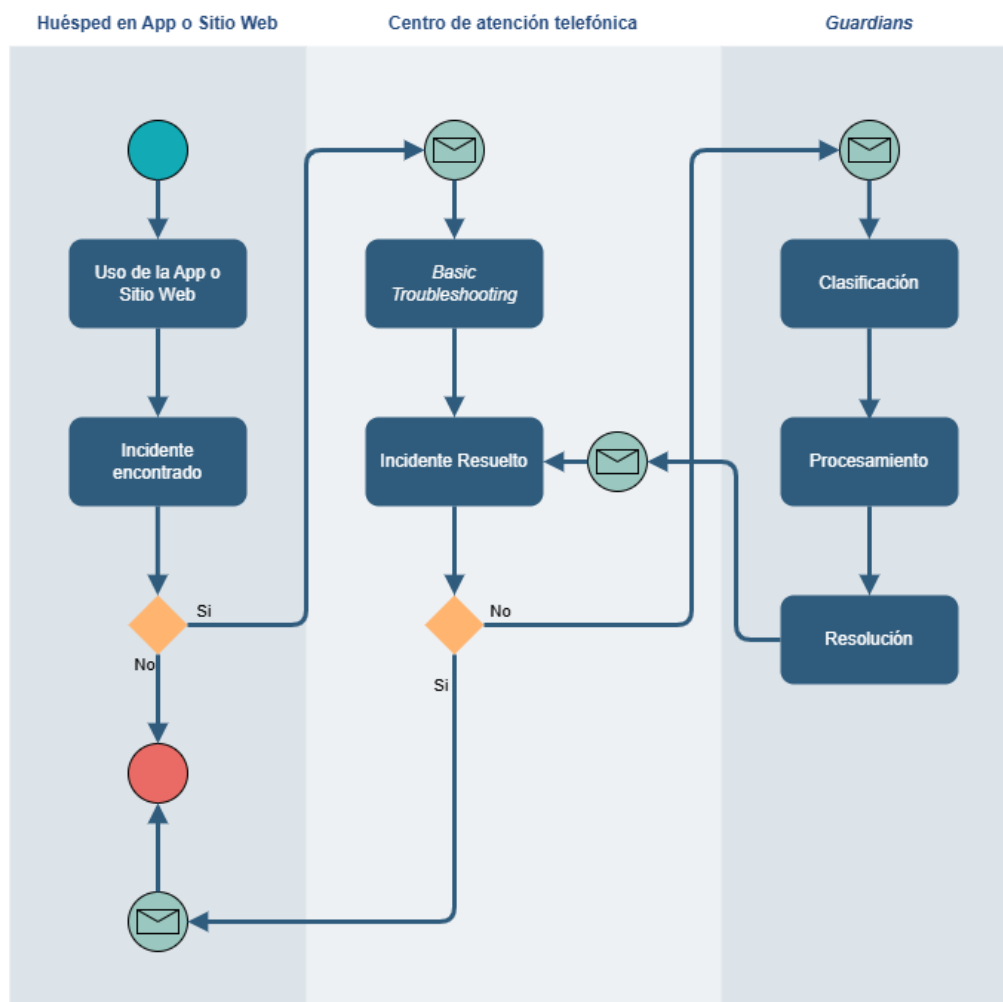 Huésped en App o Sitio Web
Centro de atención telefónica
Guardians
Uso de la App o
Sitio Web
Basic
Troubleshooting
Clasificación
Incidente
encontrado
Incidente Resuelto
Procesamiento
Si
No
No
Si
Resolución